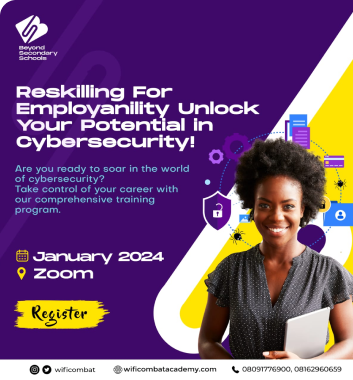 Beyond
Secondary
Schools
Reskilling For
Employanility Unlock
Your Potential in
Cybersecurity!
Are you ready to soar in the world
of cybersecurity?
Take control of your career with
our comprehensive training
program.
January 2024
Zoom
Register
wificombat
wificombatacademy.com
08091776900, 08162960659